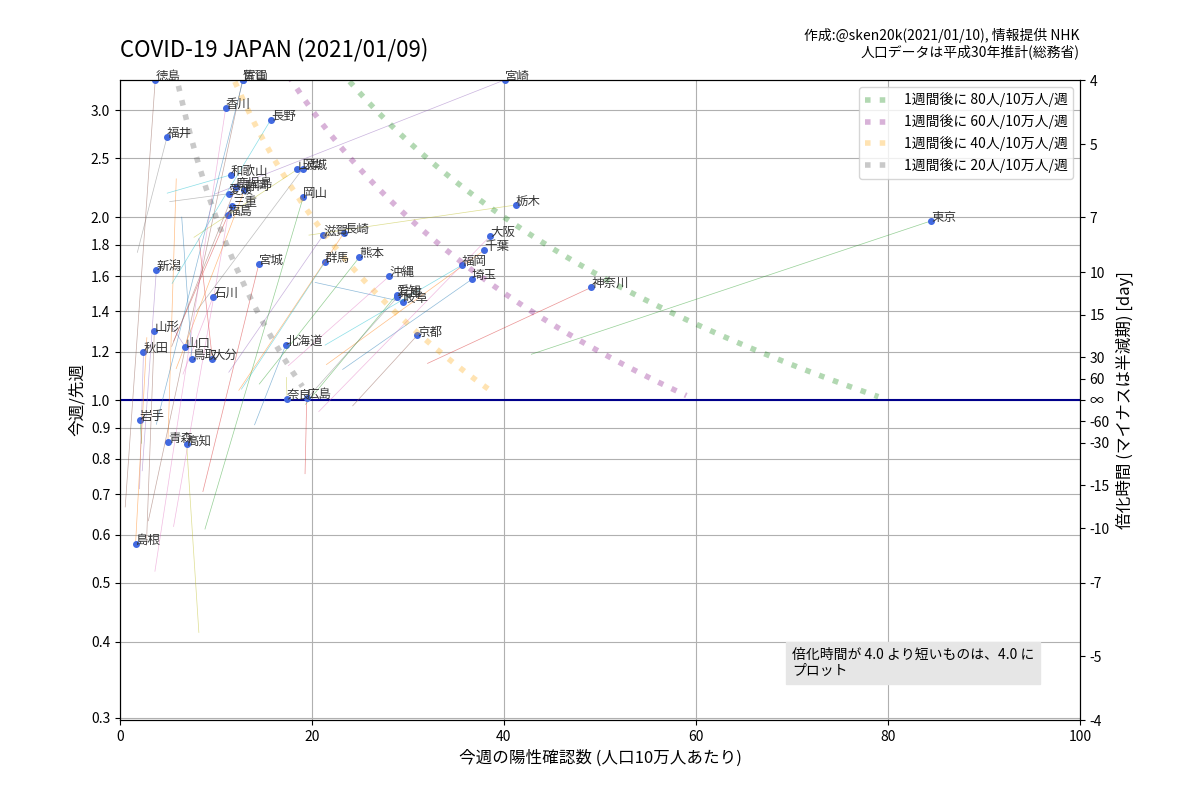 COVID-19 JAPAN (2021/01/09)
作成:@sken20k(2021/01/10), 情報提供 NHK
人口データは平成30年推計(総務省)
1週間後に 80人/10万人/週
1週間後に 60人/10万人/週
1週間後に 40人/10万人/週
1週間後に 20人/10万人/週
徳島
宮崎
香川
長野
福井
和歌山
茨城
岡山
三重
福島
栃木
東京
滋賀
長崎
大阪
千葉
群馬
熊本
福岡
宮城
新潟
沖縄
埼玉
神奈川
石川
愛知
岐阜
山形
京都
秋田
山口
鳥取
大分
北海道
奈良
広島
岩手
青森
高知
島根
今週/先週
3.0
2.5
2.0
1.8
1.6
1.4
1.2
1.0
0.9
0.8
0.7
0.6
0.5
0.4
0.3
4
5
7
10
15
30
60
∞
-60
-30
-15
-10
-7
-5
-4
倍化時間 (マイナスは半減期) [day]
倍化時間が 4.0 より短いものは、4.0 に
プロット
0
20
40
60
80
100
今週の陽性確認数 (人口10万人あたり)